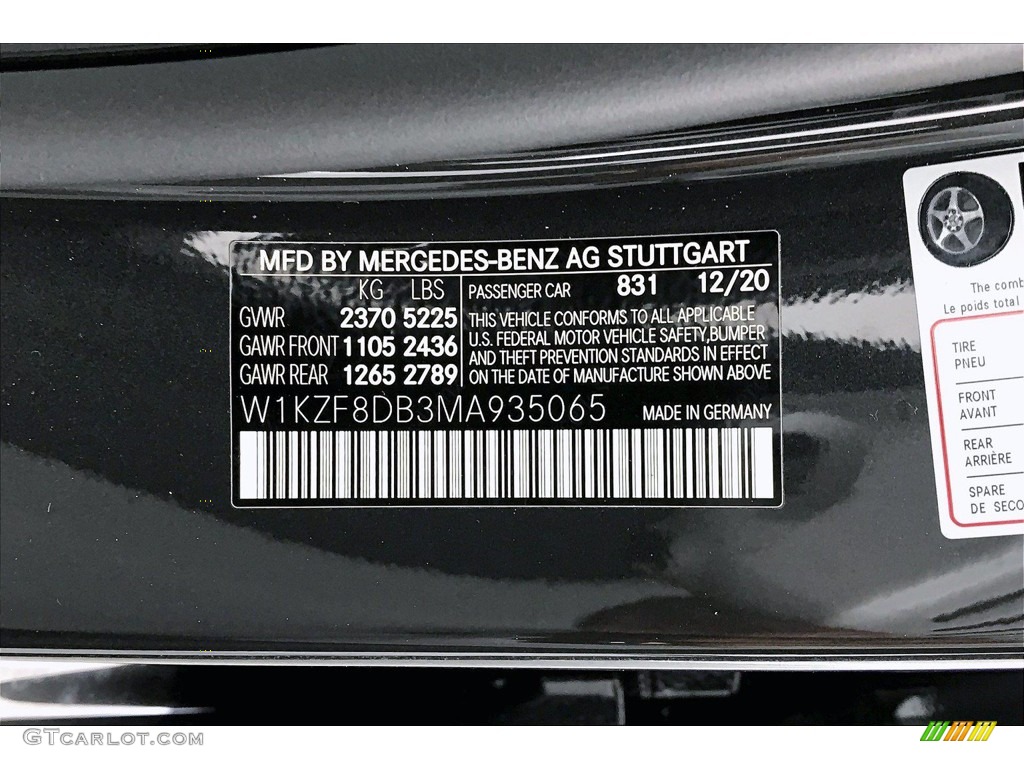 MFD BY MERCEDES-BENZ AG STUTTGART
KG LBS PASSENGER CAR 831 12/20
GVWR 2370 5225
GAWR FRONT 1105 2436
GAWR REAR 1265 2789
THIS VEHICLE CONFORMS TO ALL APPLICABLE
U.S. FEDERAL MOTOR VEHICLE SAFETY,BUMPER
AND THEFT PREVENTION STANDARDS IN EFFECT
ON THE DATE OF MANUFACTURE SHOWN ABOVE
W1KZF8DB3MA935065 MADE IN GERMANY
The comb
Le poids total
TIRE
PNEU
FRONT
AVANT
REAR
ARRIÈRE
SPARE
DE SECO
GTCARLOT.COM